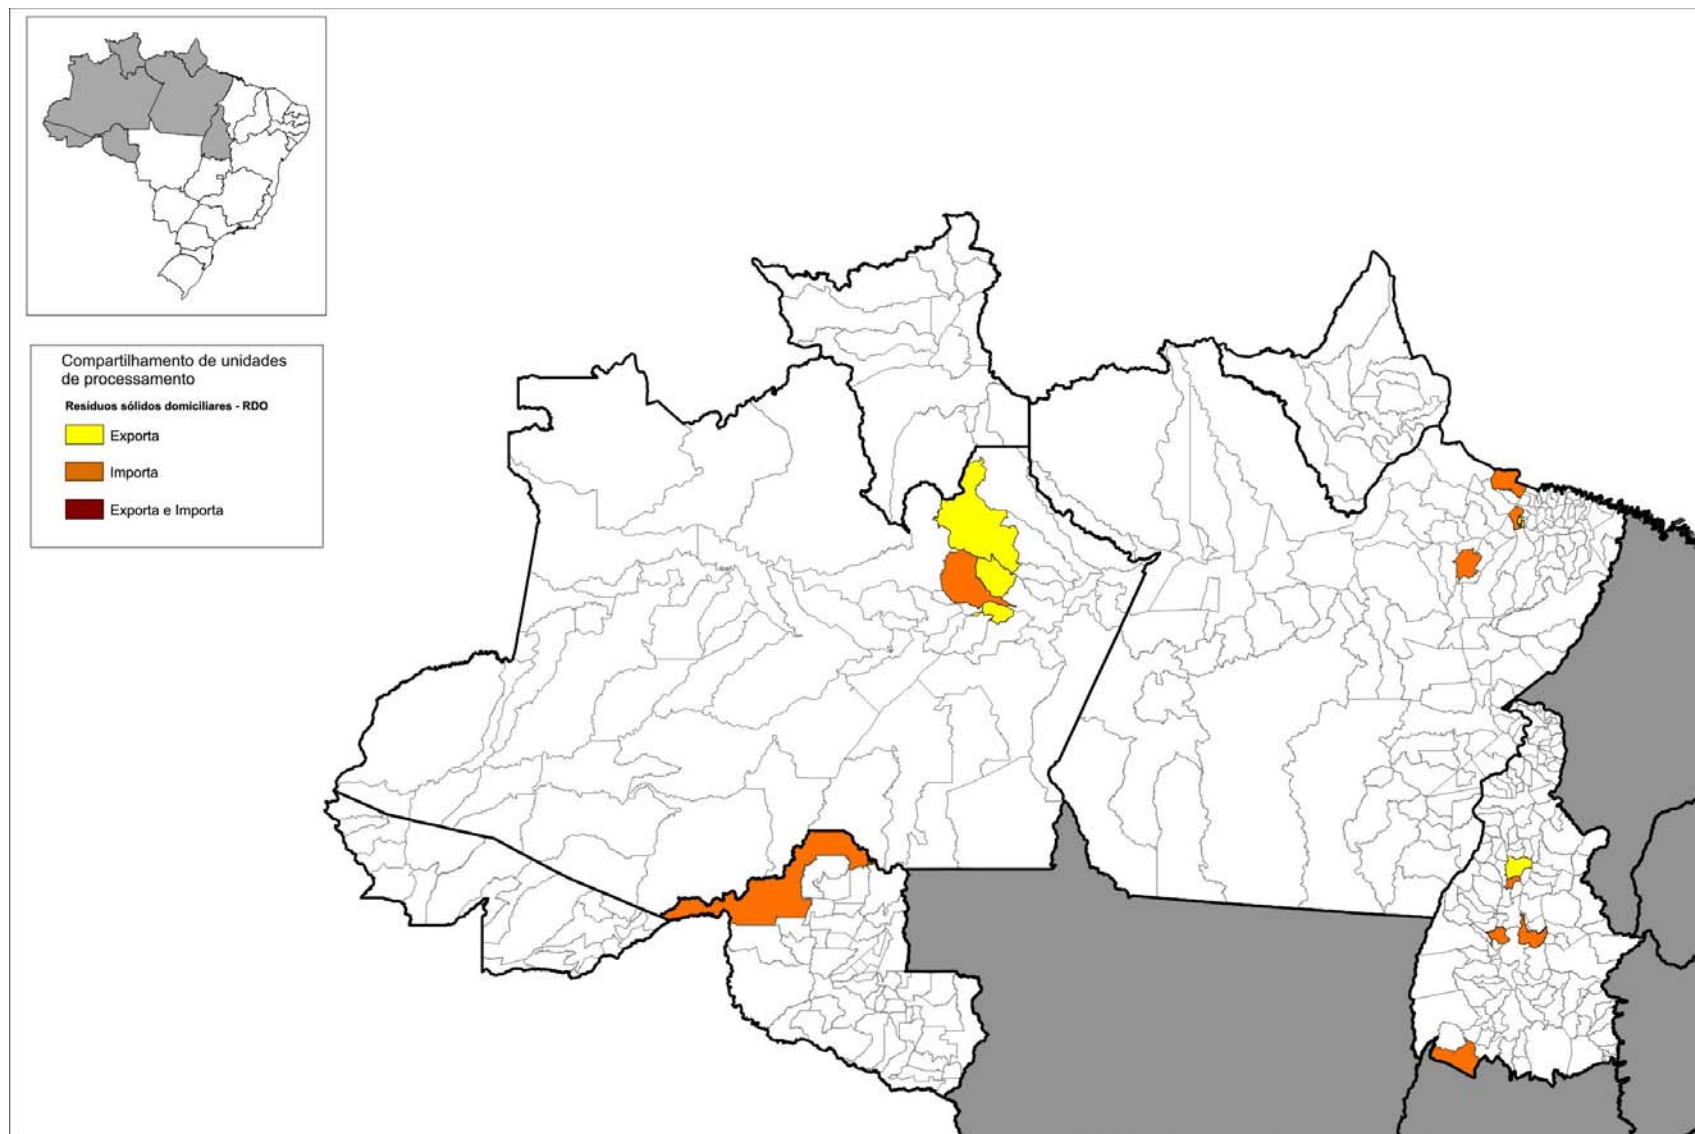 Compartilhamento de unidades
de processamento
Resíduos sólidos domiciliares - RDO
Exporta
Importa
Exporta e Importa